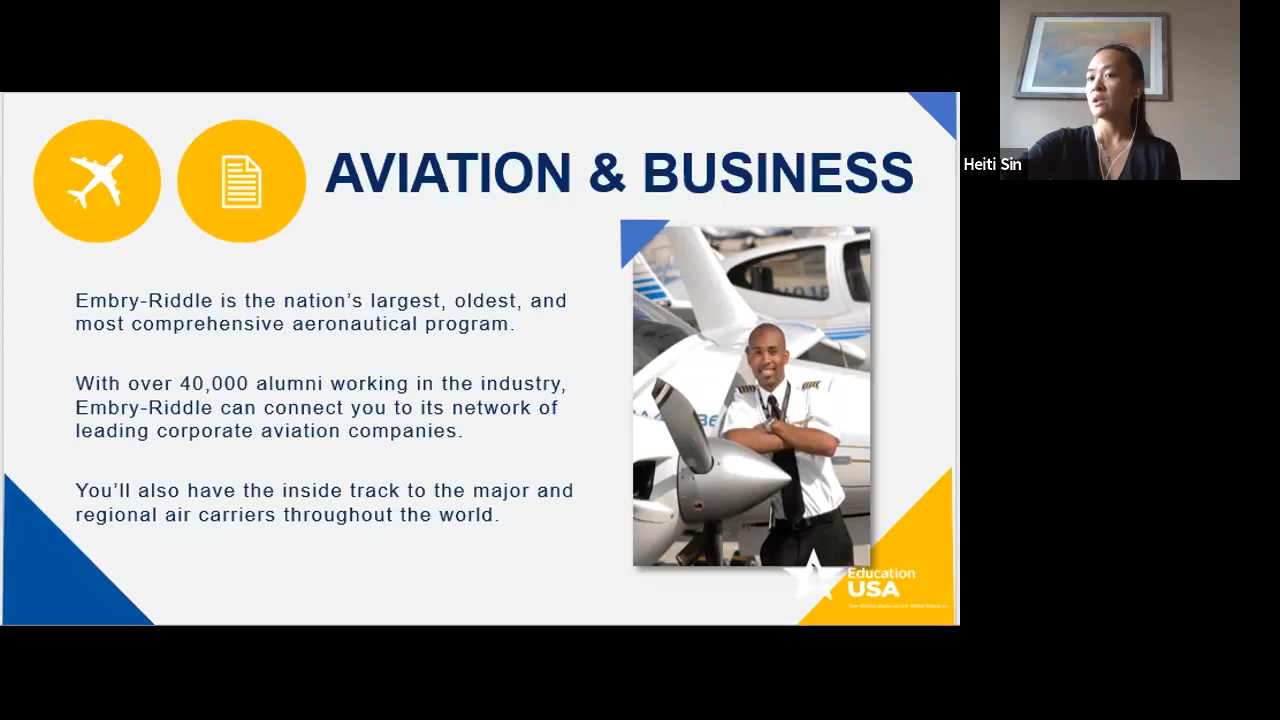 AVIATION & BUSINESS
Embry-Riddle is the nation’s largest, oldest, and
most comprehensive aeronautical program.
With over 40,000 alumni working in the industry,
Embry-Riddle can connect you to its network of
leading corporate aviation companies.
You’ll also have the inside track to the major and
regional air carriers throughout the world.
Education
USA
Heiti Sin